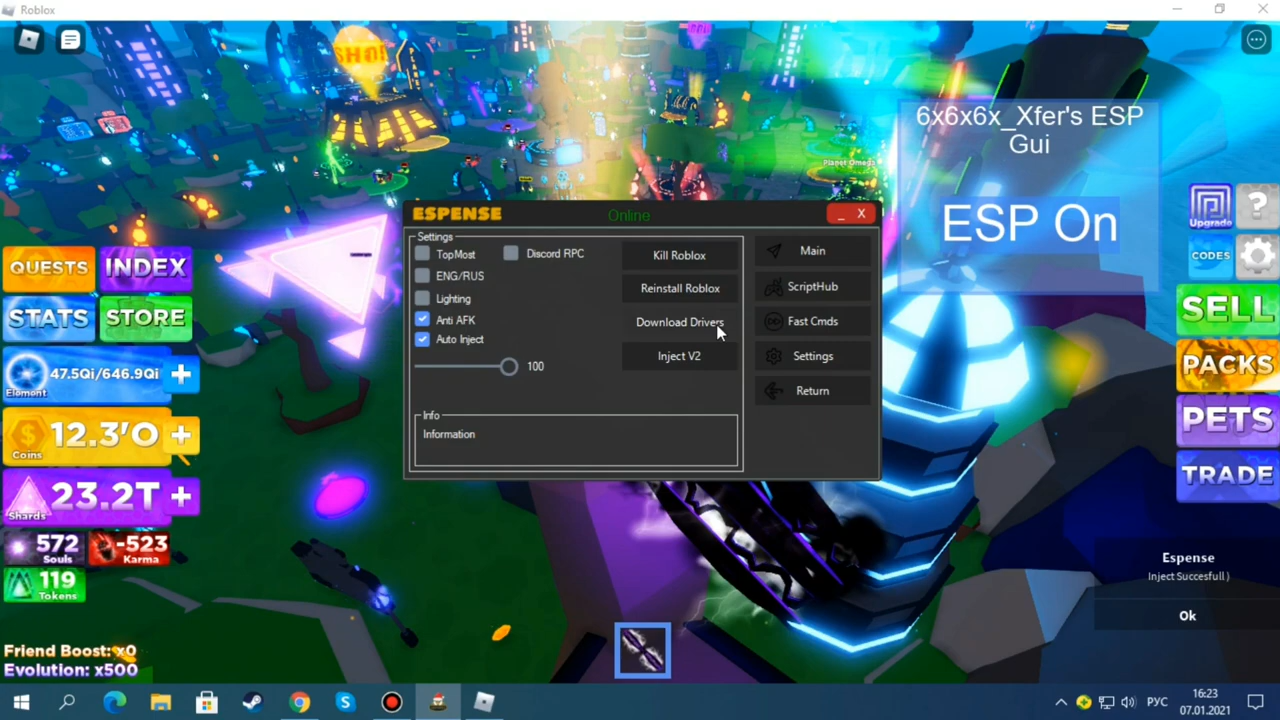 Roblox
SHOP
Planet Omega
6x6x6x_Xfer's ESP
Gui
ESP On
ESPENSE
Online
_ X
Settings
TopMost
Discord RPC
ENG/RUS
Lighting
Anti AFK
Auto Inject
100
Kill Roblox
Reinstall Roblox
Download Drivers
Inject V2
Info
Information
Main
ScriptHub
Fast Cmds
Settings
Return
QUESTS
INDEX
STATS
STORE
47.5Qi/646.9Qi
Element
12.3'O
Coins
23.2T
Shards
572
Souls
-523
Karma
119
Tokens
Friend Boost: x0
Evolution: x500
Upgrade
?
CODES
SELL
PACKS
PETS
TRADE
Espense
Inject Succesfull )
Ok
РУС
16:23
07.01.2021